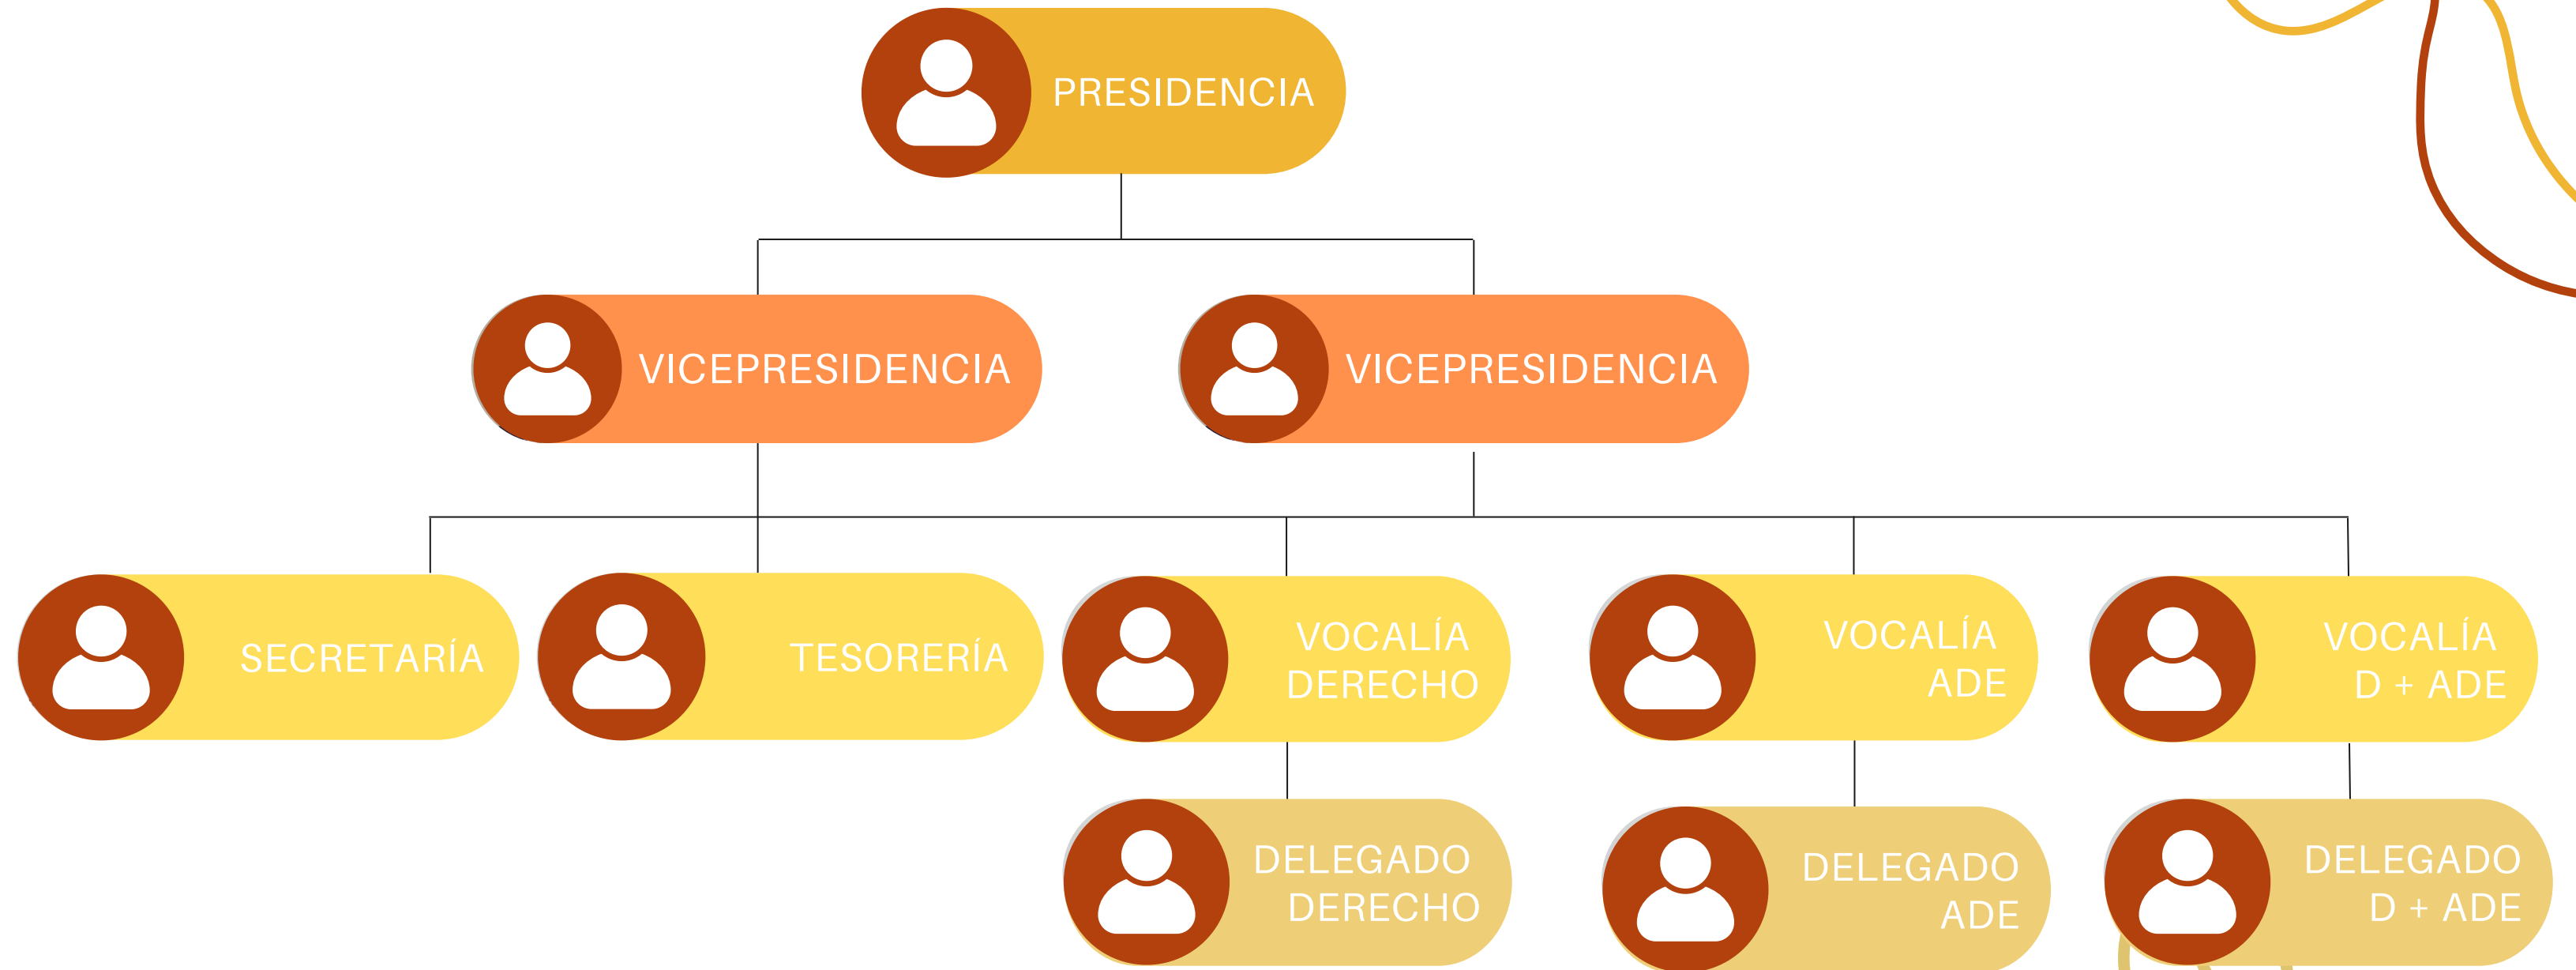 PRESIDENCIA
VICEPRESIDENCIA
VICEPRESIDENCIA
SECRETARÍA
TESORERÍA
VOCALÍA
DERECHO
VOCALÍA
ADE
VOCALÍA
D + ADE
DELEGADO
DERECHO
DELEGADO
ADE
DELEGADO
D + ADE